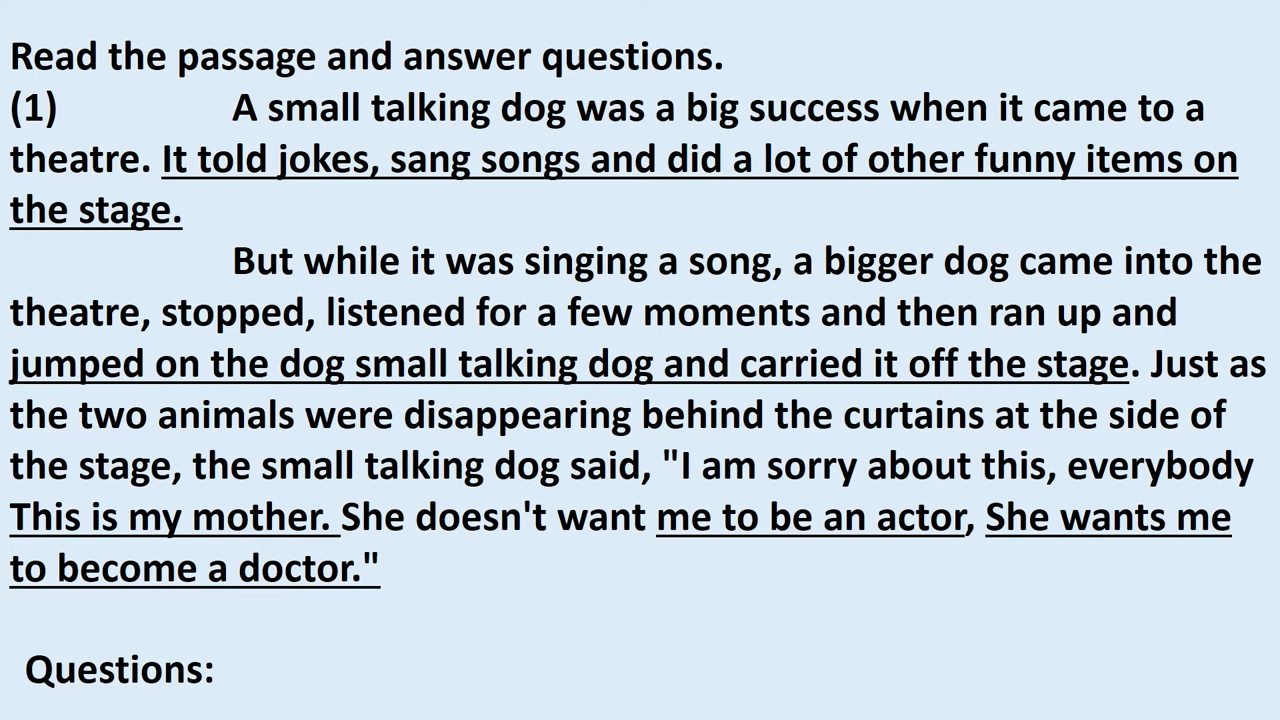 Read the passage and answer questions.
(1) A small talking dog was a big success when it came to a
theatre. It told jokes, sang songs and did a lot of other funny items on
the stage.
But while it was singing a song, a bigger dog came into the
theatre, stopped, listened for a few moments and then ran up and
jumped on the dog small talking dog and carried it off the stage. Just as
the two animals were disappearing behind the curtains at the side of
the stage, the small talking dog said, "I am sorry about this, everybody
This is my mother. She doesn't want me to be an actor, She wants me
to become a doctor."
Questions: